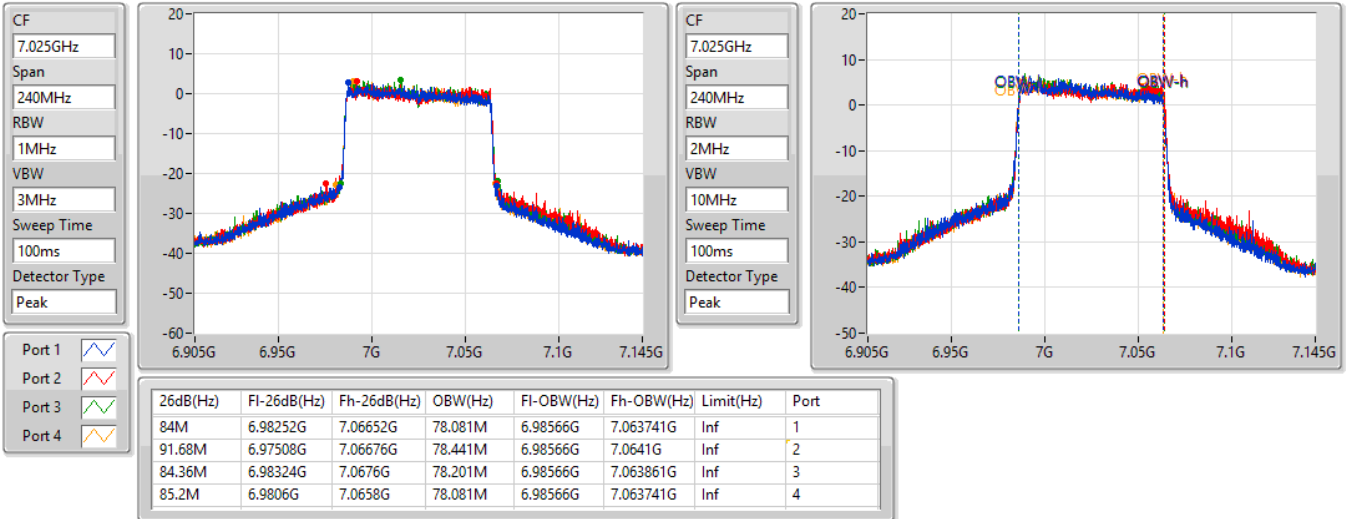 CF
7.025GHz
Span
240MHz
RBW
1MHz
VBW
3MHz
Sweep Time
100ms
Detector Type
Peak
20
10
0
-10
-20
-30
-40
-50
-60
6.905G 6.95G 7G 7.05G 7.1G 7.145G
CF
7.025GHz
Span
240MHz
RBW
2MHz
VBW
10MHz
Sweep Time
100ms
Detector Type
Peak
20
10
0
-10
-20
-30
-40
-50
OBW-h
6.905G 6.95G 7G 7.05G 7.1G 7.145G
Port 1
Port 2
Port 3
Port 4
26dB(Hz) Fl-26dB(Hz) Fh-26dB(Hz) OBW(Hz) Fl-OBW(Hz) Fh-OBW(Hz) Limit(Hz) Port
84M 6.98252G 7.06652G 78.081M 6.98566G 7.063741G Inf 1
91.68M 6.97508G 7.06676G 78.441M 6.98566G 7.0641G Inf 2
84.36M 6.98324G 7.0676G 78.201M 6.98566G 7.063861G Inf 3
85.2M 6.9806G 7.0658G 78.081M 6.98566G 7.063741G Inf 4